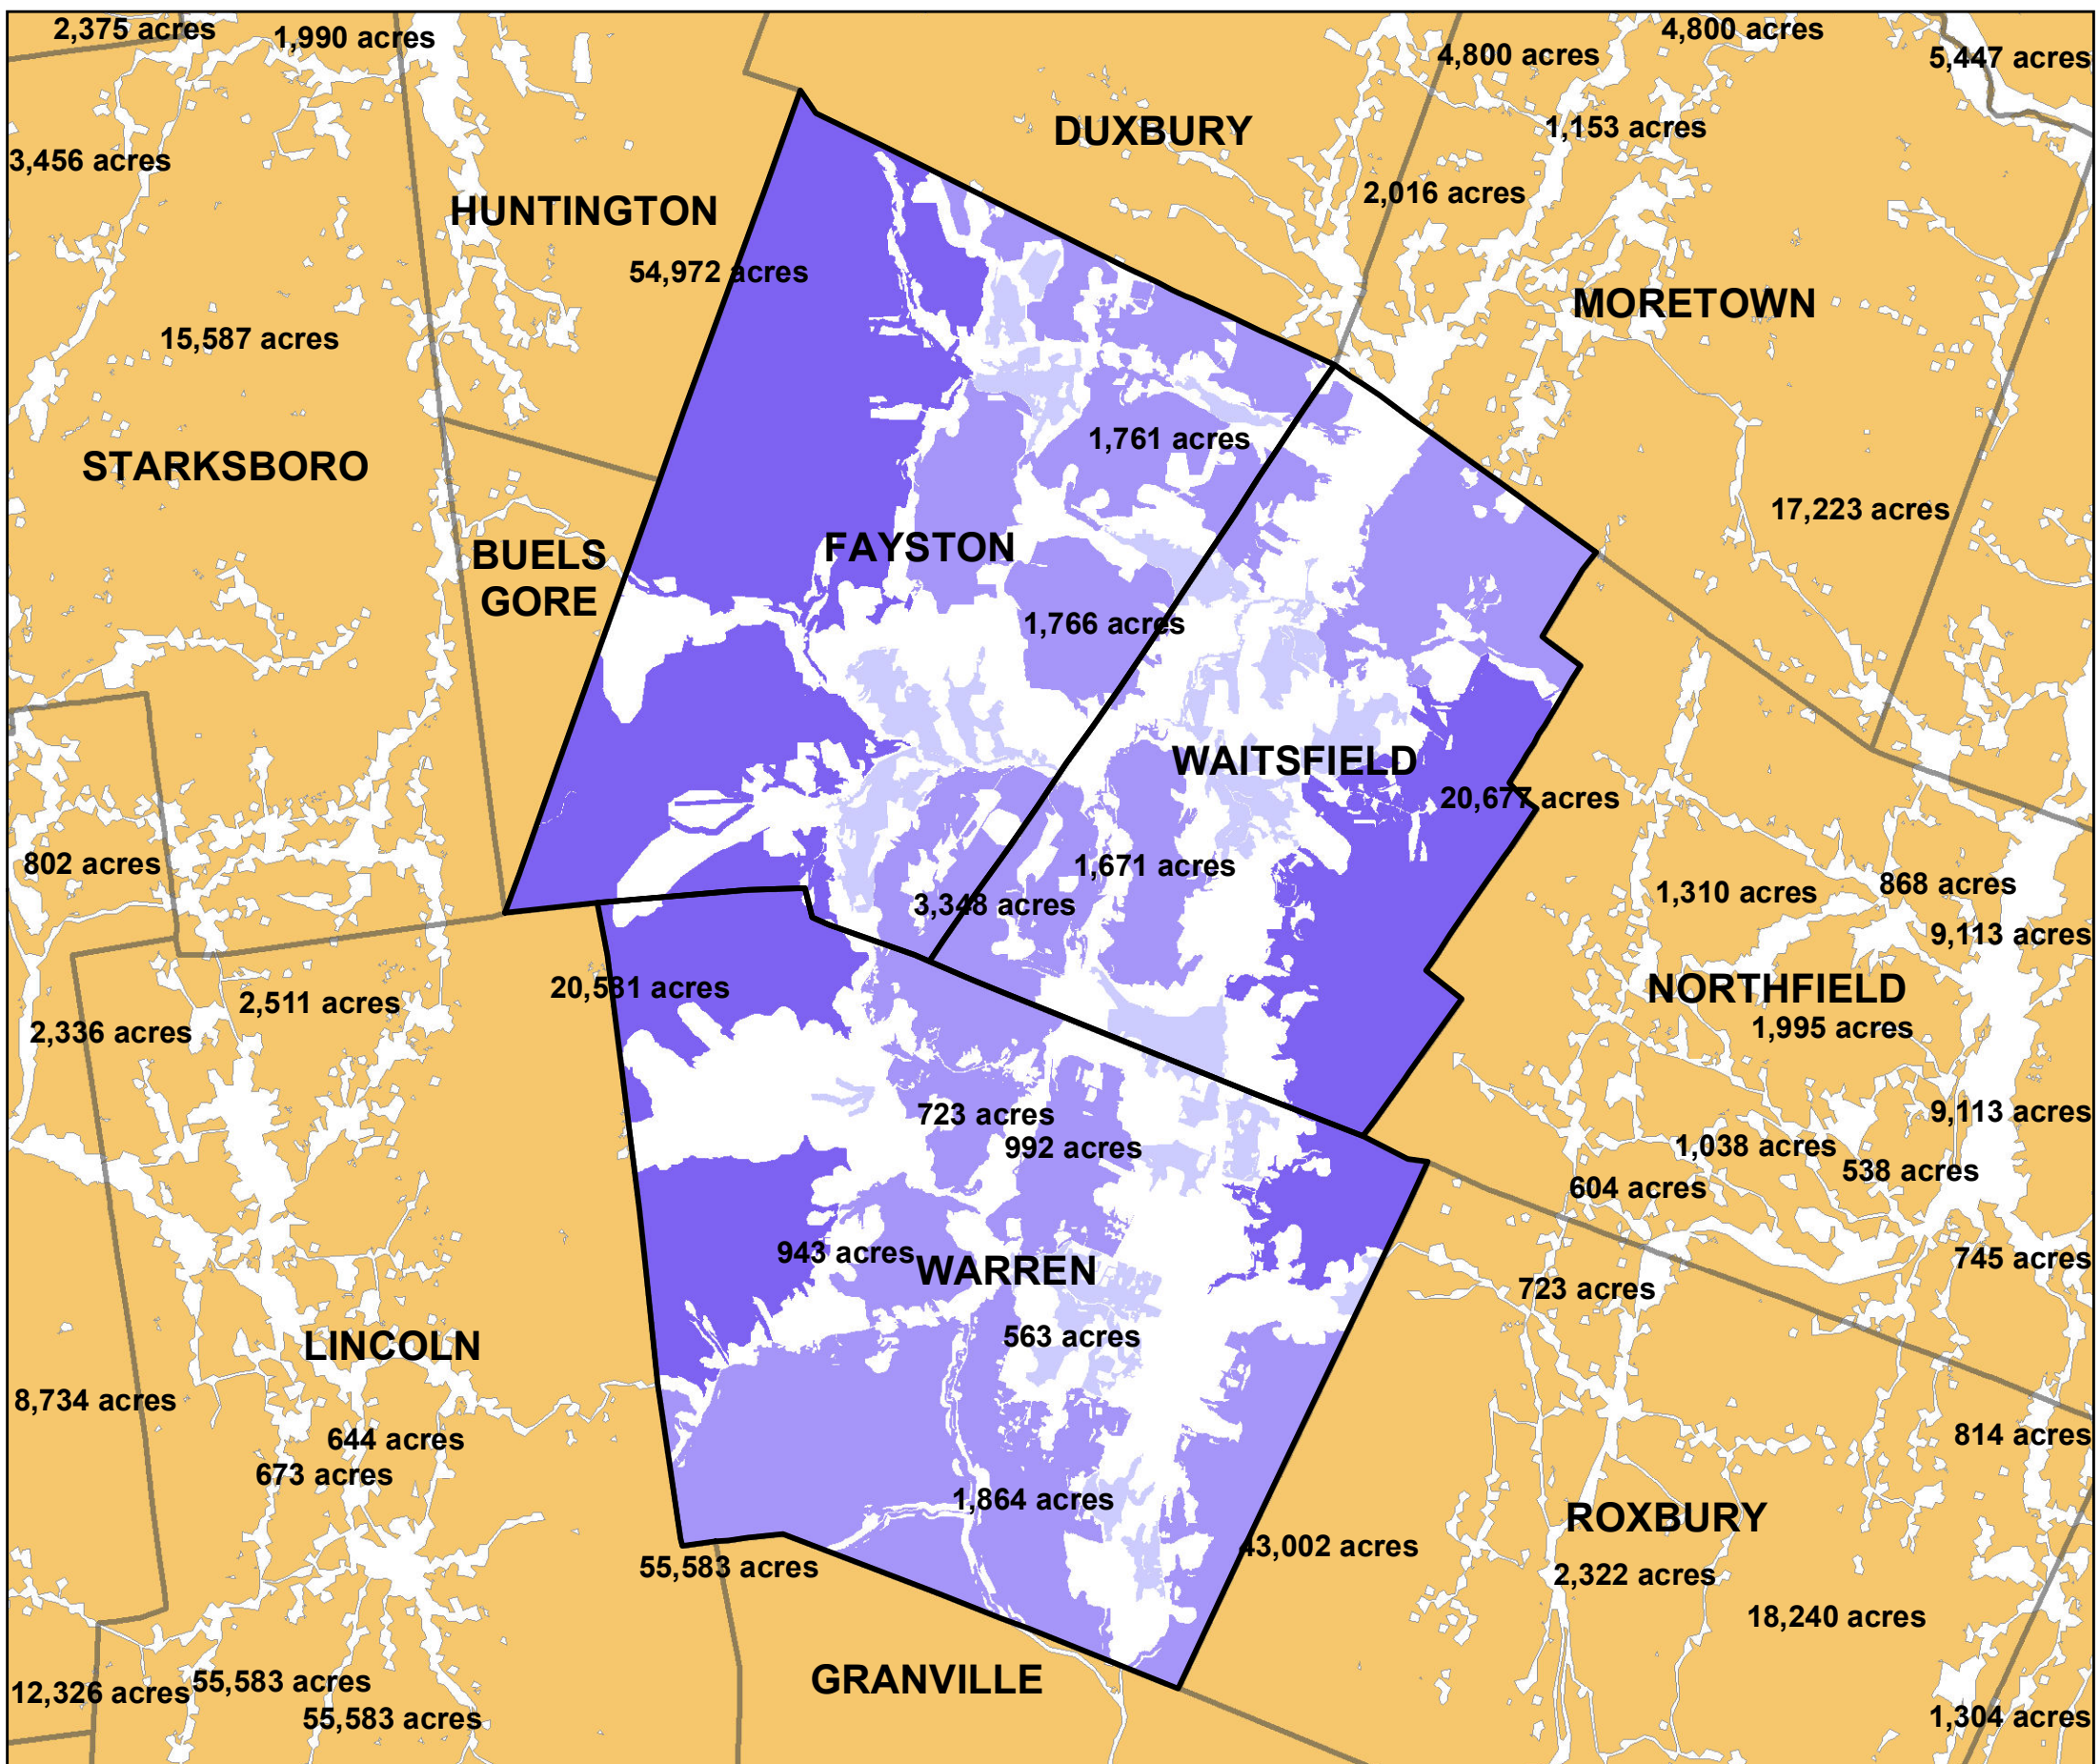 2,375 acres
1,990 acres
4,800 acres
4,800 acres
5,447 acres
DUXBURY
1,153 acres
3,456 acres
2,016 acres
HUNTINGTON
54,972 acres
MORETOWN
15,587 acres
1,761 acres
STARKSBORO
17,223 acres
FAYSTON
BUELS
GORE
1,766 acres
WAITSFIELD
20,677 acres
802 acres
1,671 acres
1,310 acres
868 acres
3,348 acres
9,113 acres
20,581 acres
NORTHFIELD
2,511 acres
2,336 acres
1,995 acres
723 acres
9,113 acres
992 acres
1,038 acres
538 acres
604 acres
943 acres
WARREN
745 acres
723 acres
563 acres
LINCOLN
8,734 acres
644 acres
814 acres
673 acres
1,864 acres
ROXBURY
43,002 acres
55,583 acres
2,322 acres
18,240 acres
GRANVILLE
55,583 acres
12,326 acres
55,583 acres
1,304 acres